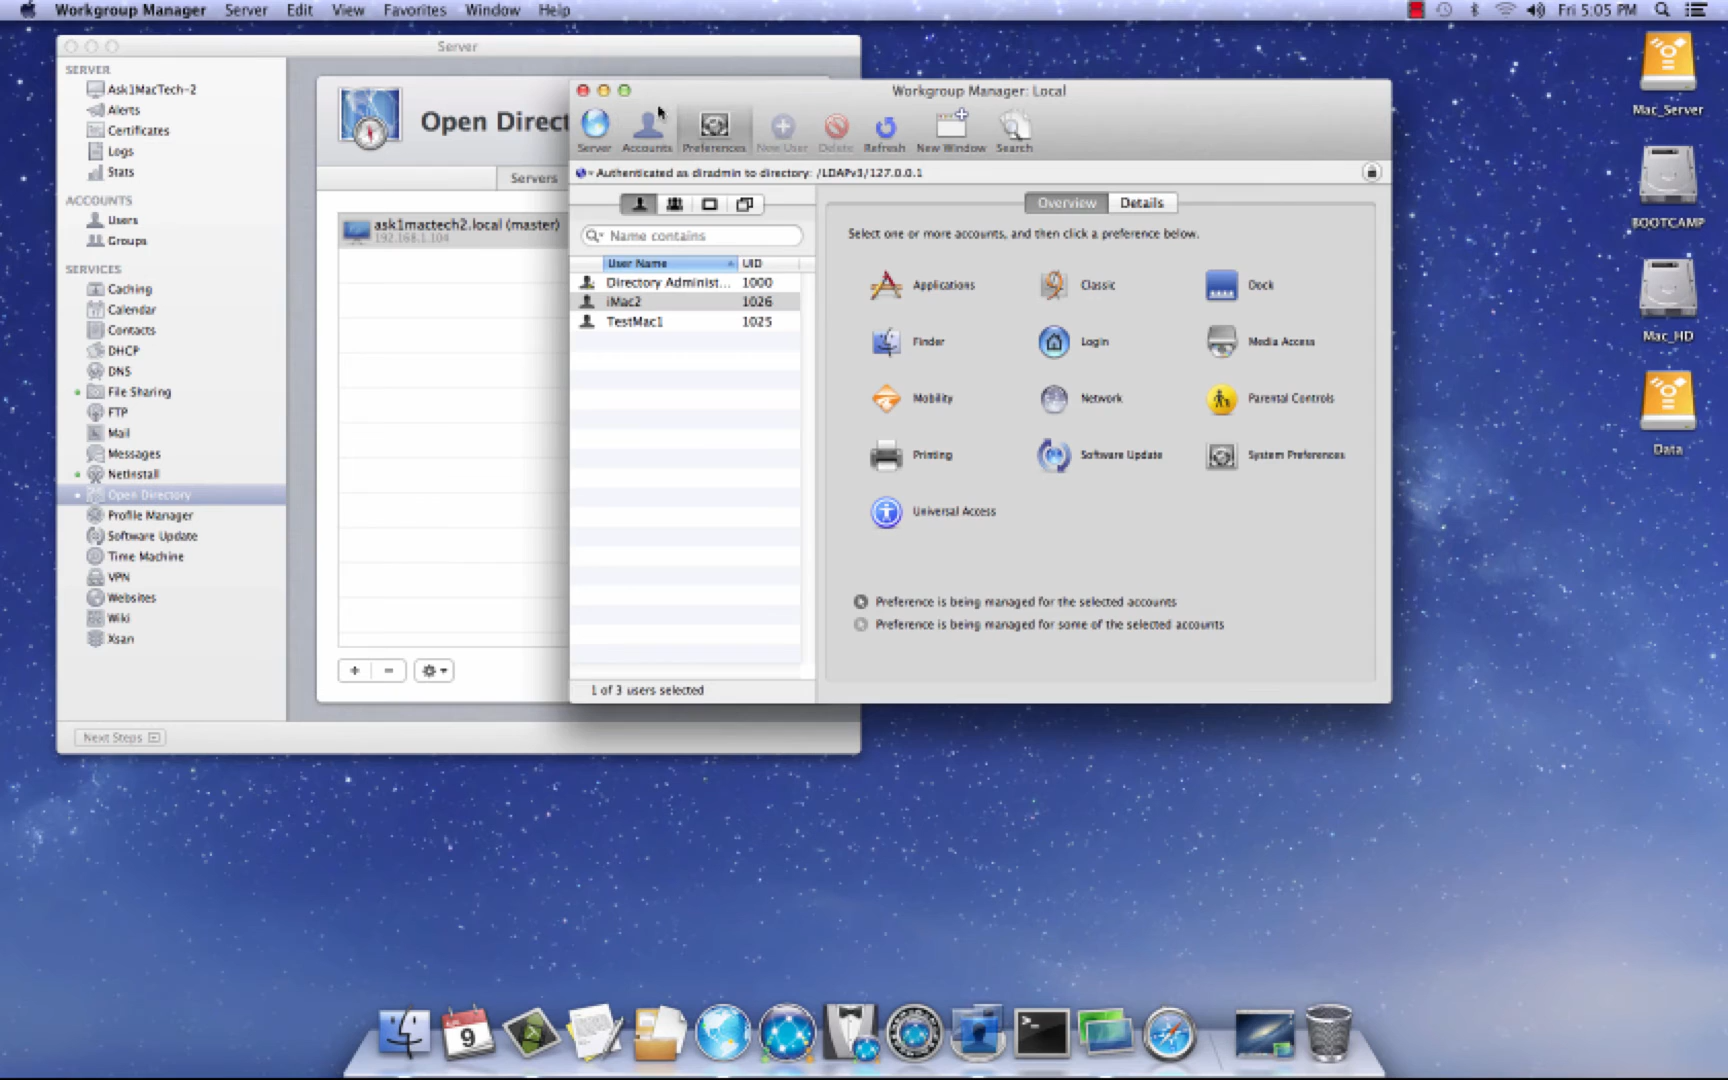 Workgroup Manager Server Edit View Favorites Window Help
Fri 5:05 PM
Server
SERVER
Ask1MacTech-2
Alerts
Certificates
Logs
Stats
ACCOUNTS
Users
Groups
SERVICES
Caching
Calendar
Contacts
DHCP
DNS
File Sharing
FTP
Mail
Messages
NetInstall
Open Directory
Profile Manager
Software Update
Time Machine
VPN
Websites
Wiki
Xsan
Next Steps
Open Direct
Servers
ask1mactech2.local (master)
192.168.1.104
Workgroup Manager: Local
Server Accounts Preferences New User Delete Refresh New Window Search
Authenticated as diradmin to directory: /LDAPv3/127.0.0.1
Name contains
User Name UID
Directory Administ... 1000
iMac2 1026
TestMac1 1025
1 of 3 users selected
Overview Details
Select one or more accounts, and then click a preference below.
Applications Classic Dock
Finder Login Media Access
Mobility Network Parental Controls
Printing Software Update System Preferences
Universal Access
Preference is being managed for the selected accounts
Preference is being managed for some of the selected accounts
Mac_Server
BOOTCAMP
Mac_HD
Data
9